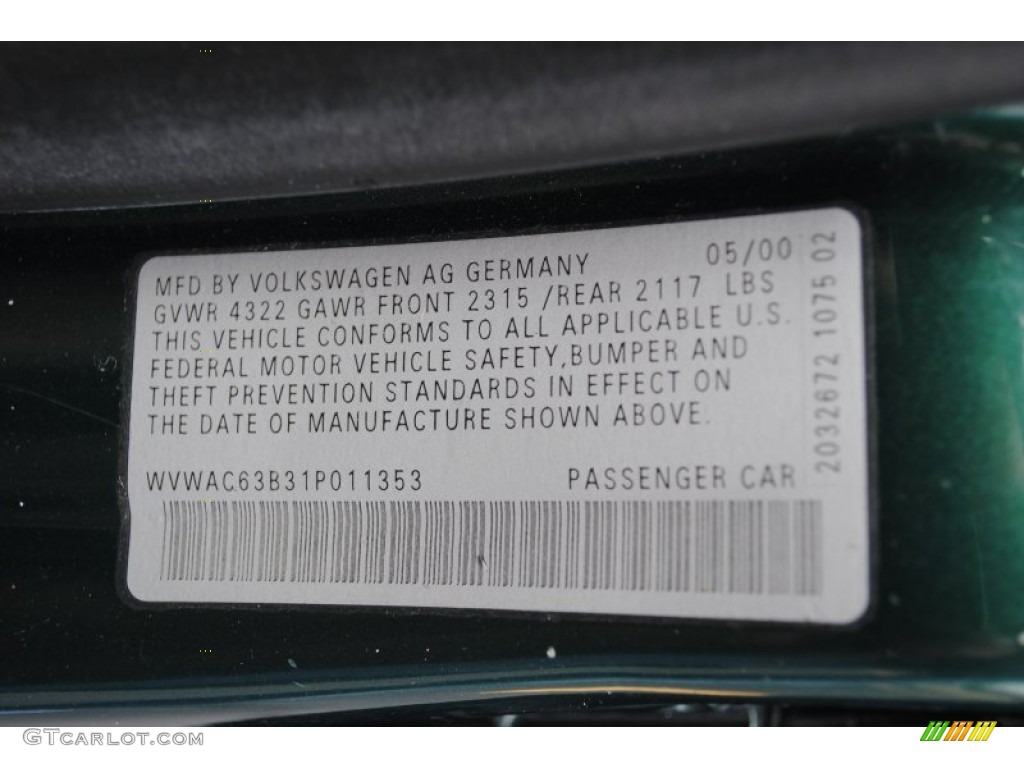 05/00
MFD BY VOLKSWAGEN AG GERMANY
GVWR 4322 GAWR FRONT 2315 /REAR 2117 LBS
THIS VEHICLE CONFORMS TO ALL APPLICABLE U.S.
FEDERAL MOTOR VEHICLE SAFETY,BUMPER AND
THEFT PREVENTION STANDARDS IN EFFECT ON
THE DATE OF MANUFACTURE SHOWN ABOVE.
WVWAC63B31P011353 PASSENGER CAR
2032672 1075 02
GTCarlot.com